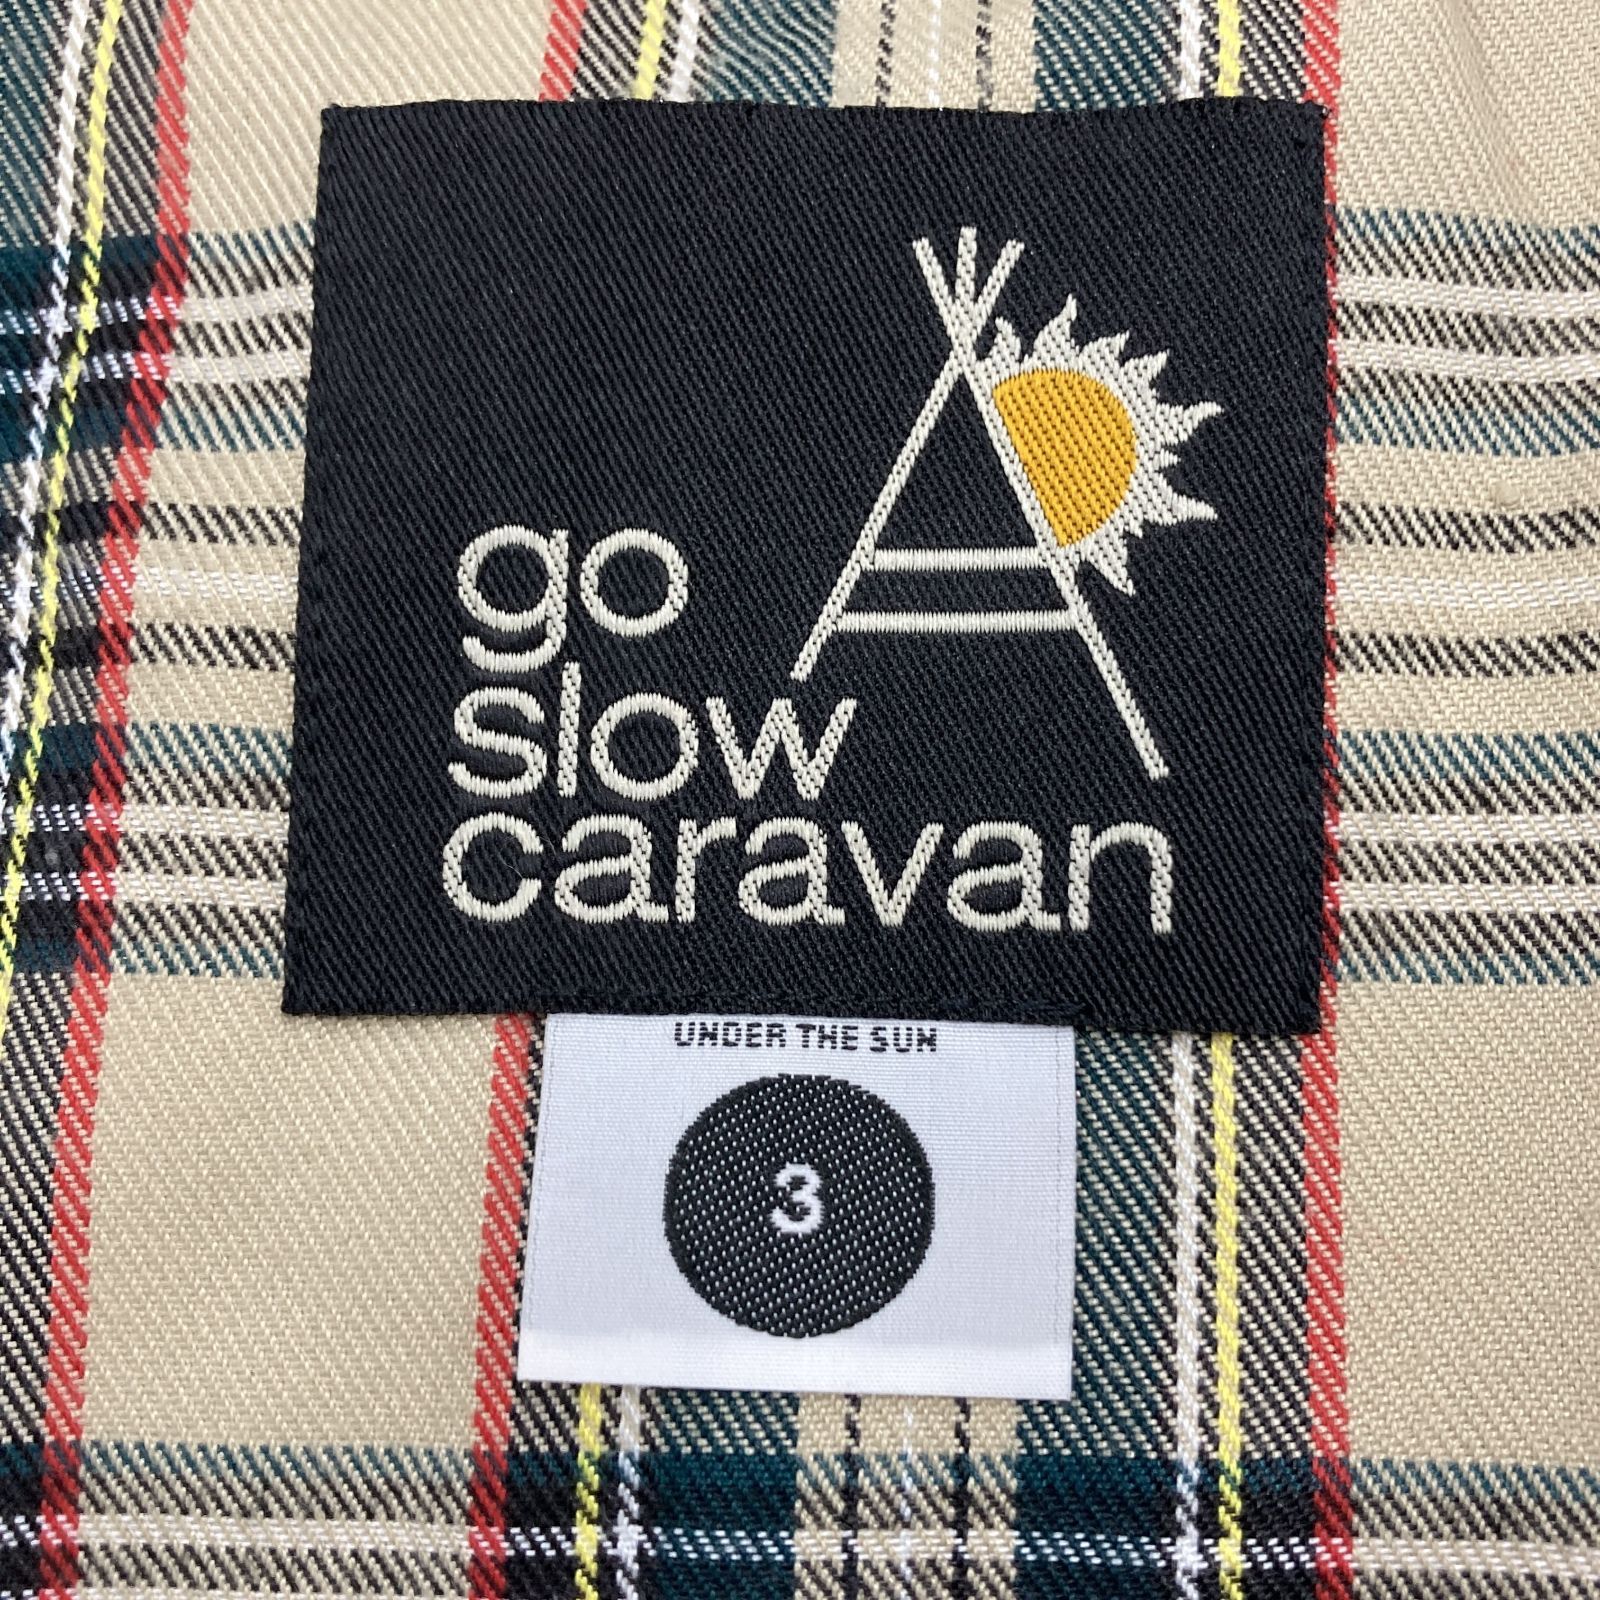 go
slow
caravan
UNDER THE SUN
3